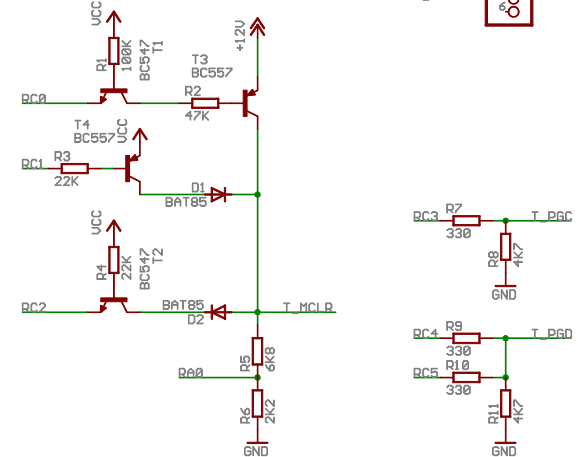 VCC
6
R1
100K
BC547
T1
+12V
T3
BC557
RC0
R2
47K
T4
BC557
VCC
RC1
R3
22K
D1
BAT85
VCC
R4
22K
BC547
T2
RC2
BAT85
D2
T_MCLR
R5
6K8
RA0
R6
2K2
GND
RC3
R7
330
T_PGC
R8
4K7
GND
RC4
R9
330
T_PGD
RC5
R10
330
R11
4K7
GND